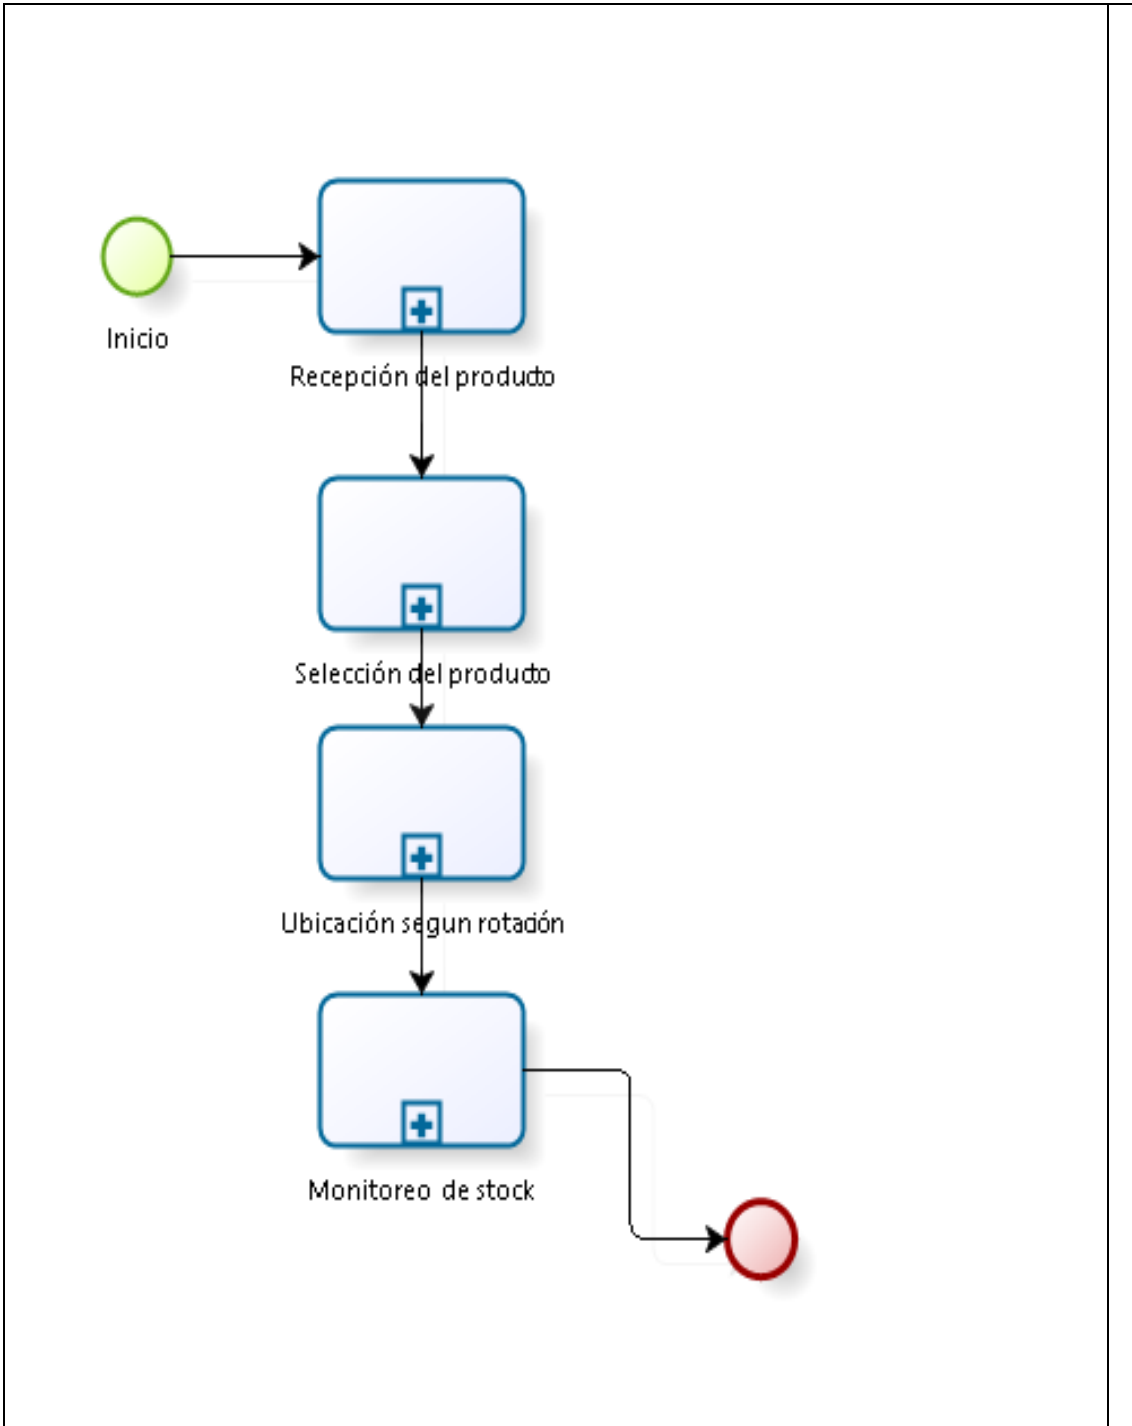 Inicio
Recepción del producto
Selección del producto
Ubicación segun rotación
Monitoreo de stock